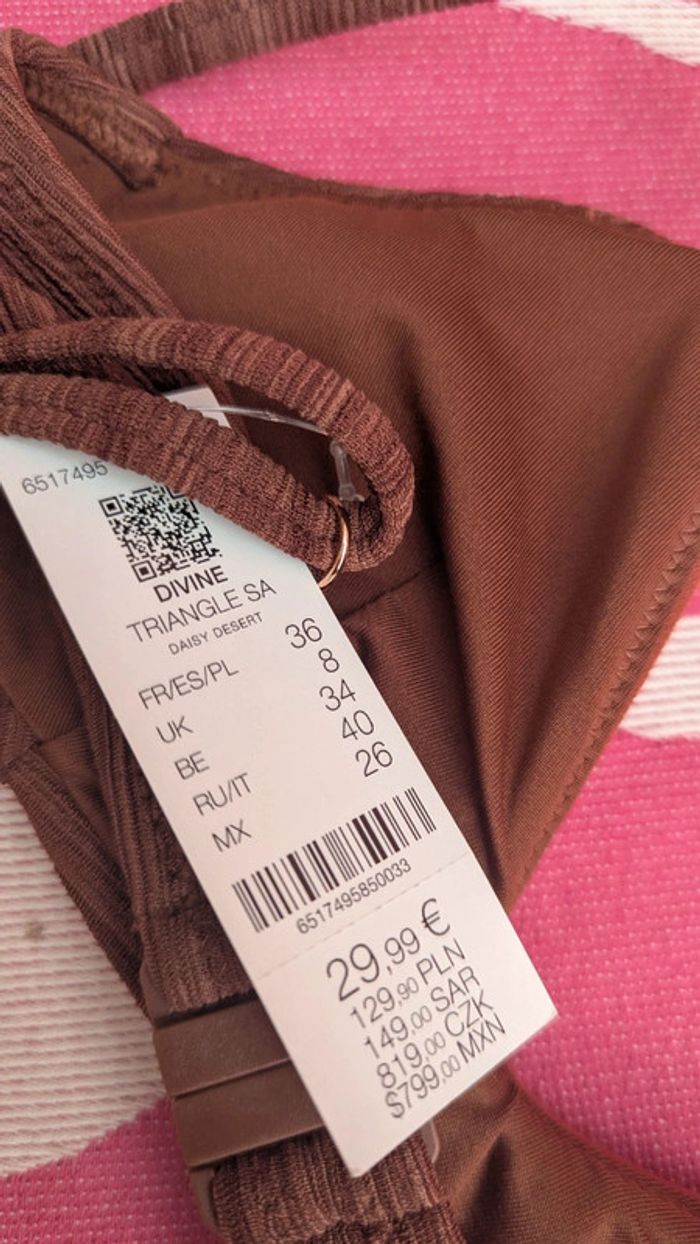 6517495
DIVINE
TRIANGLE SA
DAISY DESERT
FR/ES/PL 36
UK 8
BE 34
RU/IT 40
MX 26
6517495850033
29,99 €
129,90 PLN
149,00 SAR
819,00 CZK
$799,00 MXN